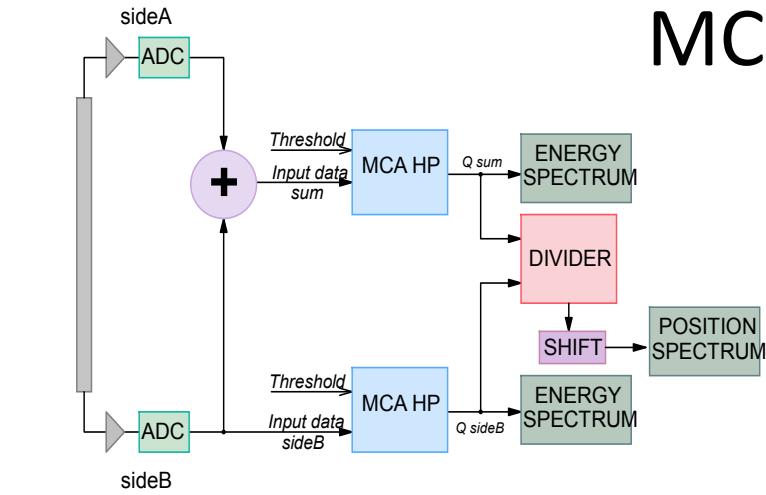 sideA
MC
ADC
+
Threshold
Input data
sum
MCA HP
Q sum
ENERGY
SPECTRUM
DIVIDER
SHIFT
POSITION
SPECTRUM
Threshold
Input data
sideB
MCA HP
Q sideB
ENERGY
SPECTRUM
ADC
sideB